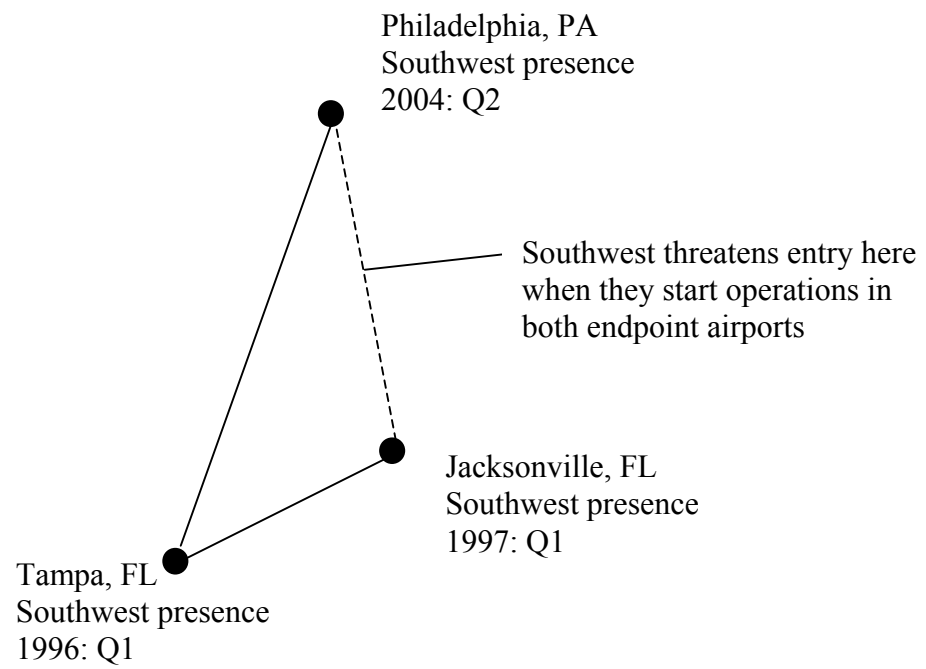 Philadelphia, PA
Southwest presence
2004: Q2
Southwest threatens entry here
when they start operations in
both endpoint airports
Jacksonville, FL
Southwest presence
1997: Q1
Tampa, FL
Southwest presence
1996: Q1